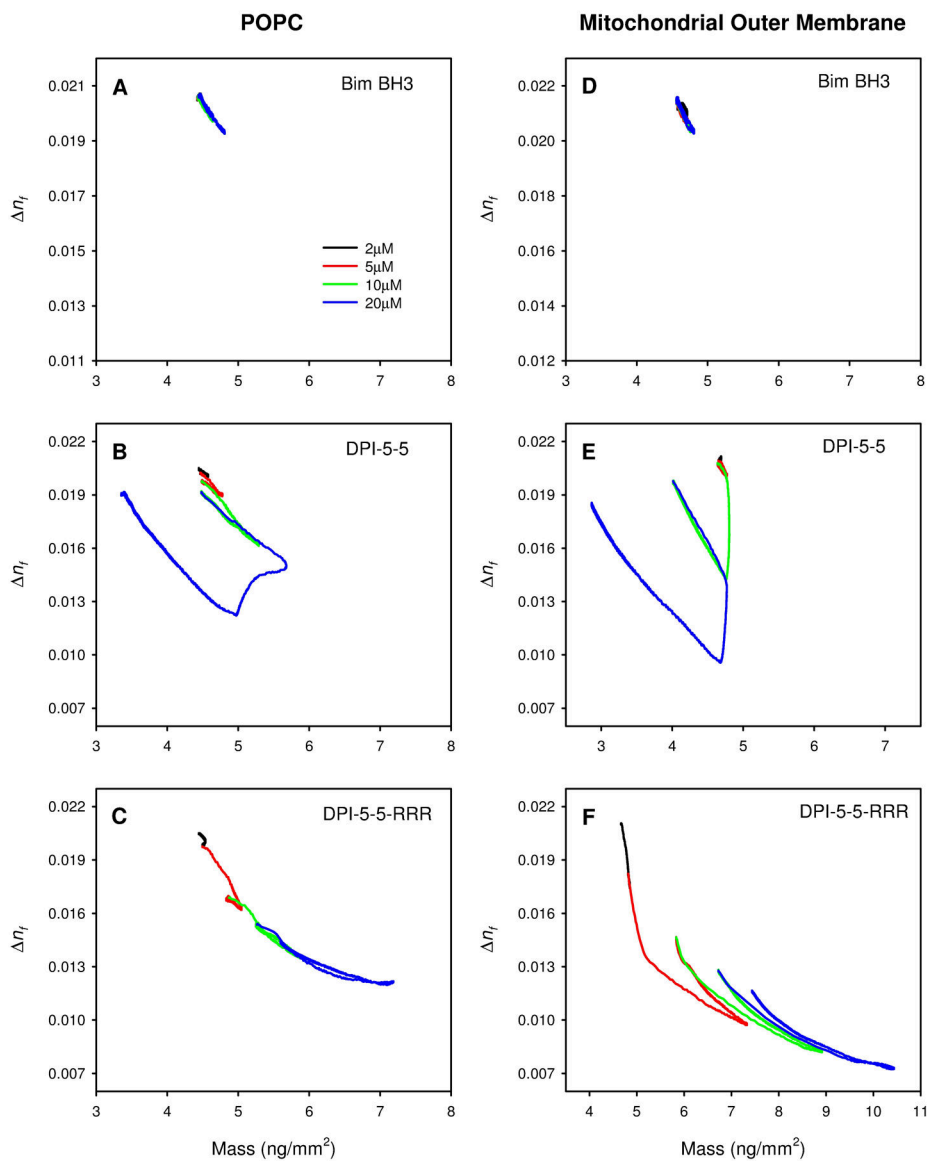 POPC
Mitochondrial Outer Membrane
A
Bim BH3
0.021
0.019
0.017
0.015
0.013
0.011
Δnf
2μM
5μM
10μM
20μM
3 4 5 6 7 8
D
Bim BH3
0.022
0.020
0.018
0.016
0.014
0.012
Δnf
3 4 5 6 7 8
B
DPI-5-5
0.022
0.019
0.016
0.013
0.010
0.007
Δnf
3 4 5 6 7 8
E
DPI-5-5
0.022
0.019
0.016
0.013
0.010
0.007
Δnf
3 4 5 6 7
C
DPI-5-5-RRR
0.022
0.019
0.016
0.013
0.010
0.007
Δnf
3 4 5 6 7 8
Mass (ng/mm²)
F
DPI-5-5-RRR
0.022
0.019
0.016
0.013
0.010
0.007
Δnf
4 5 6 7 8 9 10 11
Mass (ng/mm²)